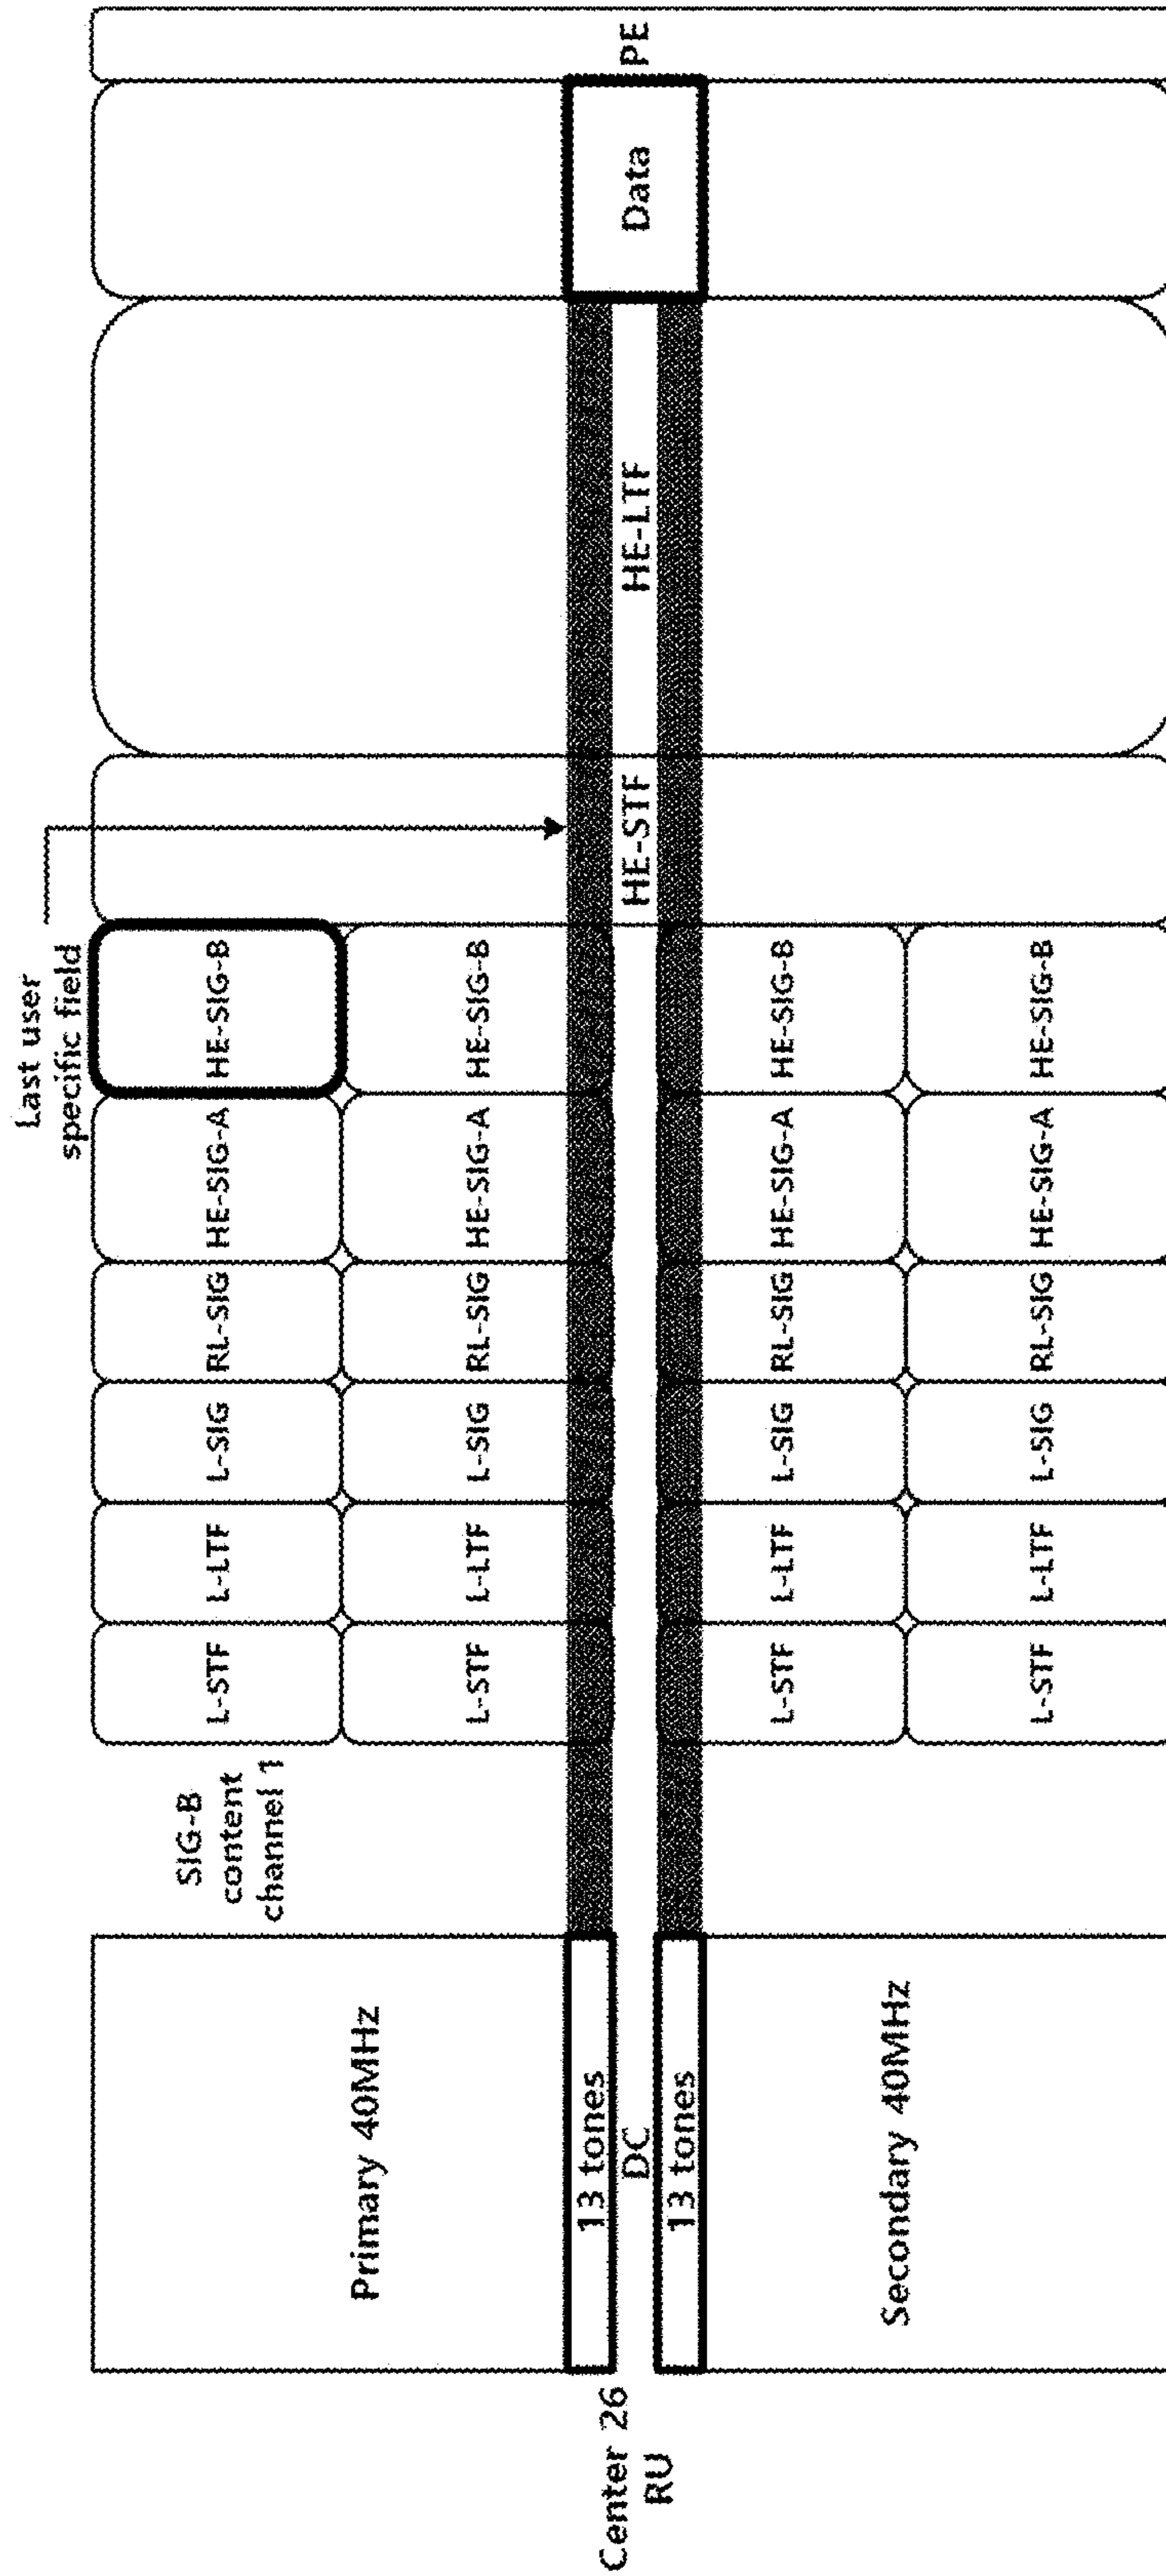 Last user
specific field
SIG-B
content
channel 1
L-STF
L-LTF
L-SIG
RL-SIG
HE-SIG-A
HE-SIG-B
Primary 40MHz
L-STF
L-LTF
L-SIG
RL-SIG
HE-SIG-A
HE-SIG-B
Center 26
RU
13 tones
DC
13 tones
HE-STF
HE-LTF
Data
PE
Secondary 40MHz
L-STF
L-LTF
L-SIG
RL-SIG
HE-SIG-A
HE-SIG-B
L-STF
L-LTF
L-SIG
RL-SIG
HE-SIG-A
HE-SIG-B